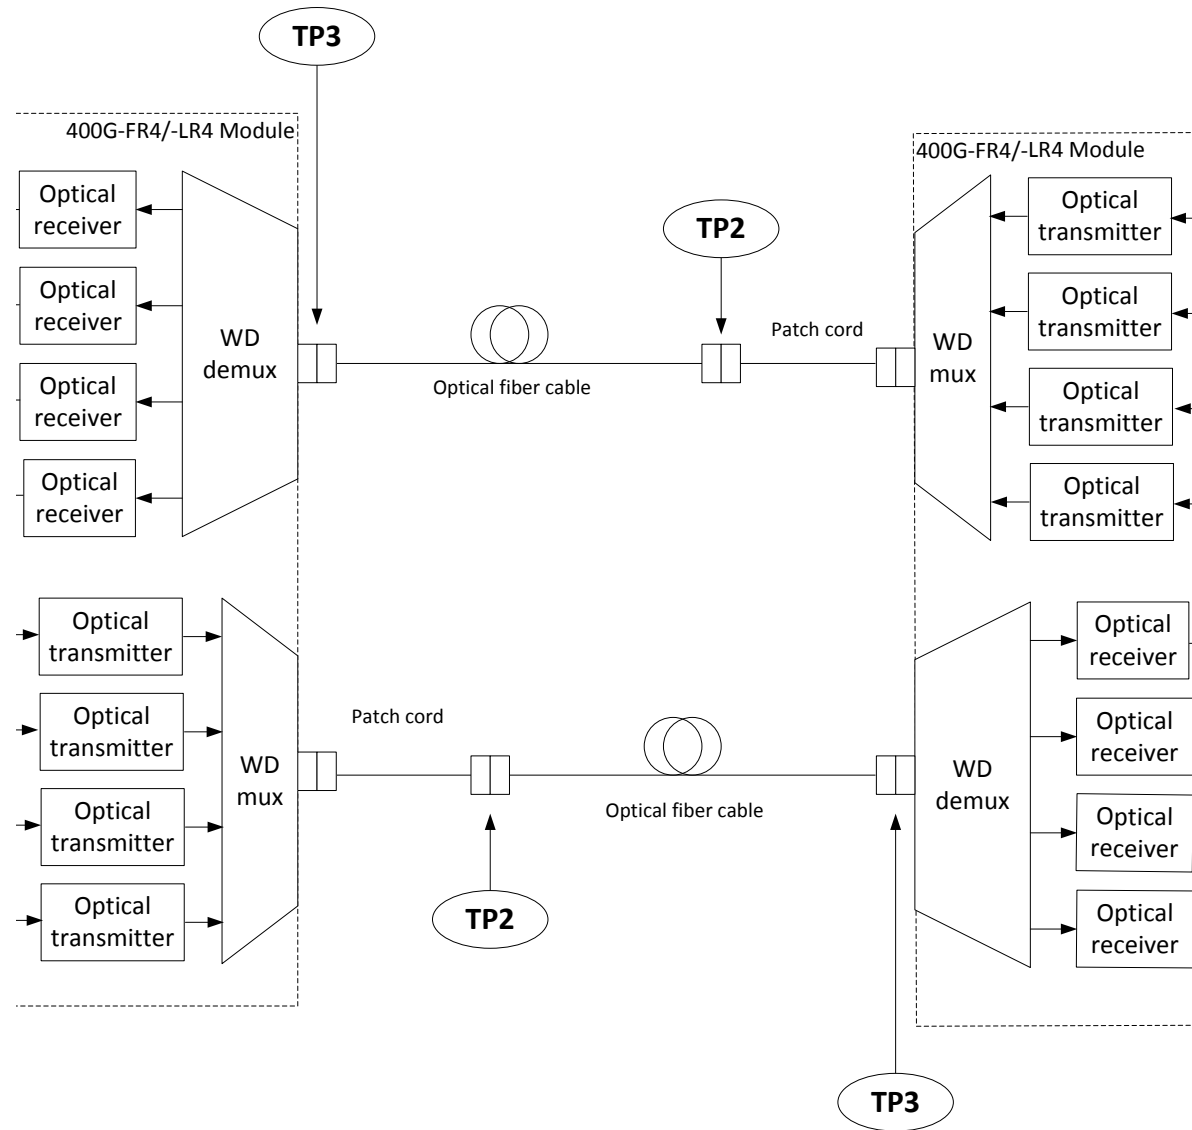 TP3
400G-FR4/-LR4 Module
400G-FR4/-LR4 Module
Optical
receiver
Optical
transmitter
TP2
Optical
receiver
Optical
transmitter
WD
demux
Patch cord
WD
mux
Optical fiber cable
Optical
receiver
Optical
transmitter
Optical
receiver
Optical
transmitter
Optical
transmitter
Optical
receiver
Optical
transmitter
Patch cord
Optical
receiver
WD
mux
Optical fiber cable
WD
demux
Optical
transmitter
Optical
receiver
Optical
transmitter
TP2
Optical
receiver
TP3